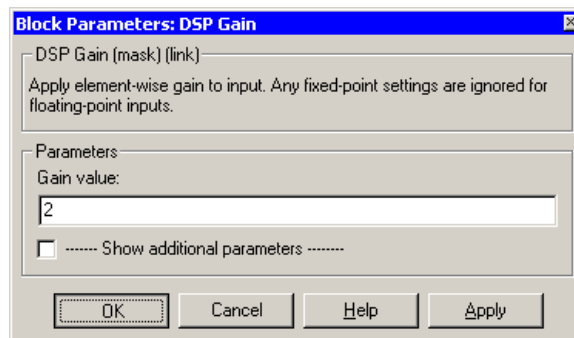 Block Parameters: DSP Gain
DSP Gain (mask) (link)
Apply element-wise gain to input. Any fixed-point settings are ignored for
floating-point inputs.
Parameters
Gain value:
2
------- Show additional parameters --------
OK Cancel Help Apply